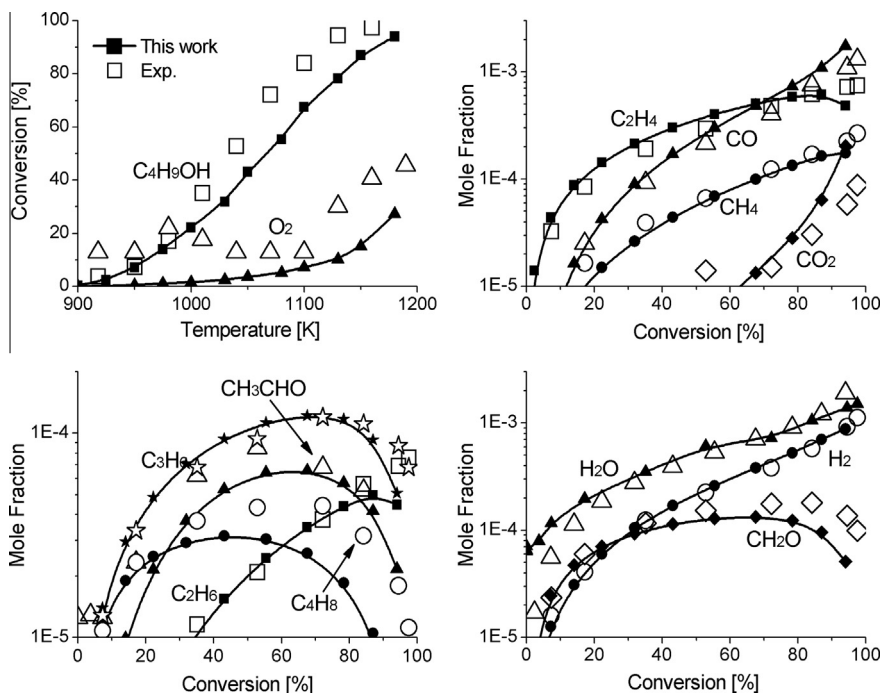 100
80
60
40
20
0
This work
Exp.
C4H9OH
O2
900
1000
1100
1200
Conversion [%]
Temperature [K]
1E-3
1E-4
1E-5
C2H4
CO
CH4
CO2
0
20
40
60
80
100
Mole Fraction
Conversion [%]
1E-4
1E-5
CH3CHO
C2H6
C4H8
0
20
40
60
80
100
Mole Fraction
Conversion [%]
1E-3
1E-4
1E-5
H2O
H2
CH2O
0
20
40
60
80
100
Mole Fraction
Conversion [%]